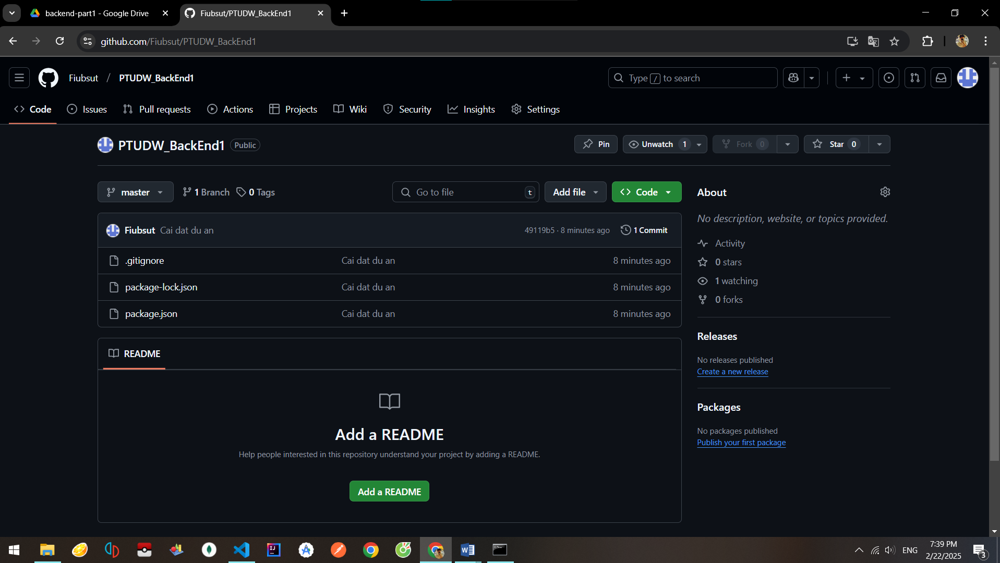 backend-part1 - Google Drive
Fiubsut/PTUDW_BackEnd1
github.com/Fiubsut/PTUDW_BackEnd1
Fiubsut / PTUDW_BackEnd1
Type / to search
Code
Issues
Pull requests
Actions
Projects
Wiki
Security
Insights
Settings
PTUDW_BackEnd1 Public
Pin
Unwatch 1
Fork 0
Star 0
master
1 Branch
0 Tags
Go to file t
Add file
Code
Fiubsut Cai dat du an 49119b5 · 8 minutes ago 1 Commit
.gitignore Cai dat du an 8 minutes ago
package-lock.json Cai dat du an 8 minutes ago
package.json Cai dat du an 8 minutes ago
README
Add a README
Help people interested in this repository understand your project by adding a README.
Add a README
About
No description, website, or topics provided.
Activity
0 stars
1 watching
0 forks
Releases
No releases published
Create a new release
Packages
No packages published
Publish your first package
ENG
7:39 PM
2/22/2025
3